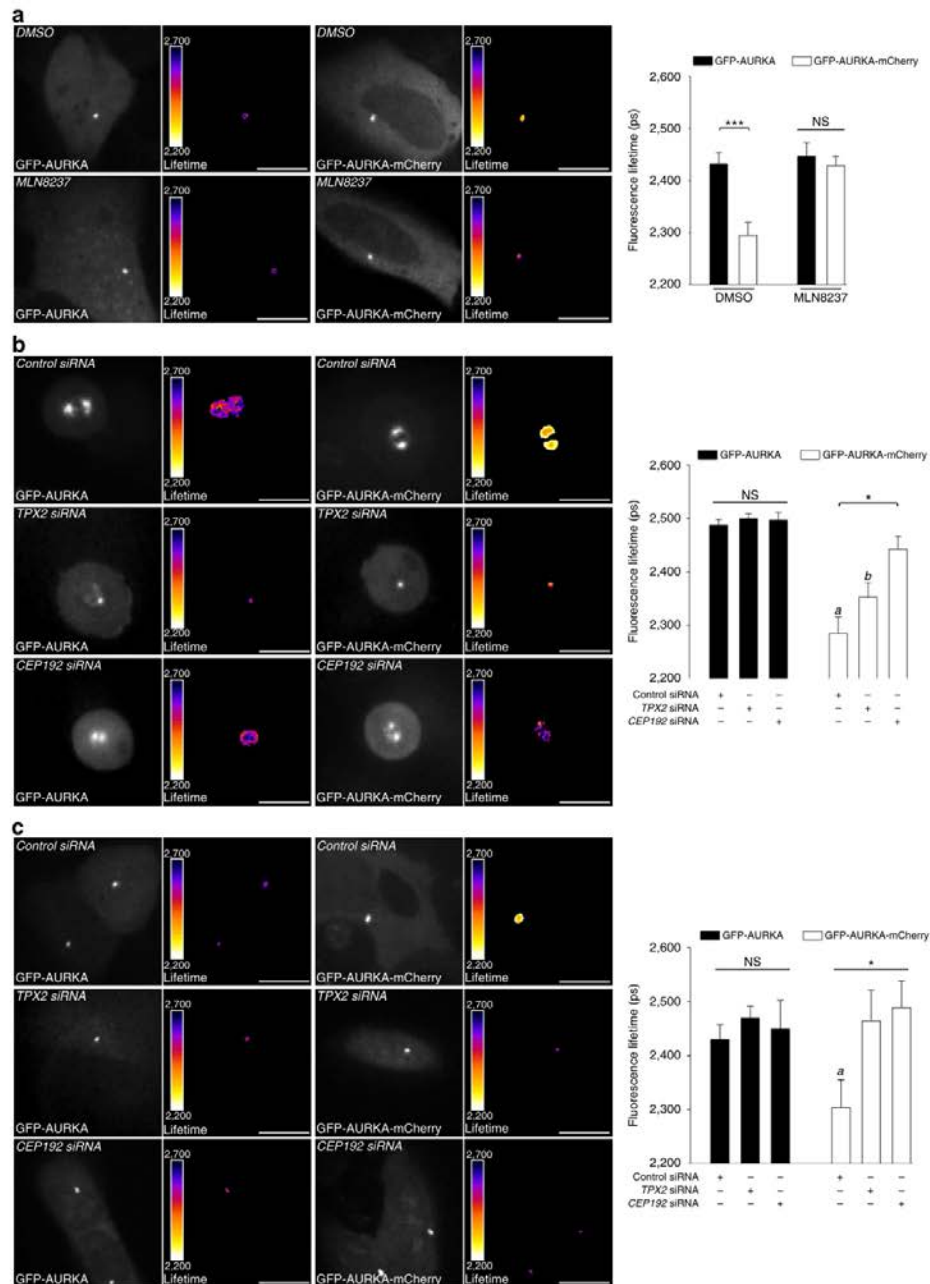 a
DMSO
2,700
2,200
GFP-AURKA
Lifetime
DMSO
2,700
2,200
GFP-AURKA-mCherry
Lifetime
MLN8237
2,700
2,200
GFP-AURKA
Lifetime
MLN8237
2,700
2,200
GFP-AURKA-mCherry
Lifetime
GFP-AURKA GFP-AURKA-mCherry
Fluorescence lifetime (ps)
2,600
2,500
2,400
2,300
2,200
***
NS
DMSO MLN8237
b
Control siRNA
2,700
2,200
GFP-AURKA
Lifetime
Control siRNA
2,700
2,200
GFP-AURKA-mCherry
Lifetime
TPX2 siRNA
2,700
2,200
GFP-AURKA
Lifetime
TPX2 siRNA
2,700
2,200
GFP-AURKA-mCherry
Lifetime
CEP192 siRNA
2,700
2,200
GFP-AURKA
Lifetime
CEP192 siRNA
2,700
2,200
GFP-AURKA-mCherry
Lifetime
GFP-AURKA GFP-AURKA-mCherry
Fluorescence lifetime (ps)
2,600
2,500
2,400
2,300
2,200
NS
*
a
b
Control siRNA + – – + – –
TPX2 siRNA – + – – + –
CEP192 siRNA – – + – – +
c
Control siRNA
2,700
2,200
GFP-AURKA
Lifetime
Control siRNA
2,700
2,200
GFP-AURKA-mCherry
Lifetime
TPX2 siRNA
2,700
2,200
GFP-AURKA
Lifetime
TPX2 siRNA
2,700
2,200
GFP-AURKA-mCherry
Lifetime
CEP192 siRNA
2,700
2,200
GFP-AURKA
Lifetime
CEP192 siRNA
2,700
2,200
GFP-AURKA-mCherry
Lifetime
GFP-AURKA GFP-AURKA-mCherry
Fluorescence lifetime (ps)
2,600
2,500
2,400
2,300
2,200
NS
*
a
Control siRNA + – – + – –
TPX2 siRNA – + – – + –
CEP192 siRNA – – + – – +